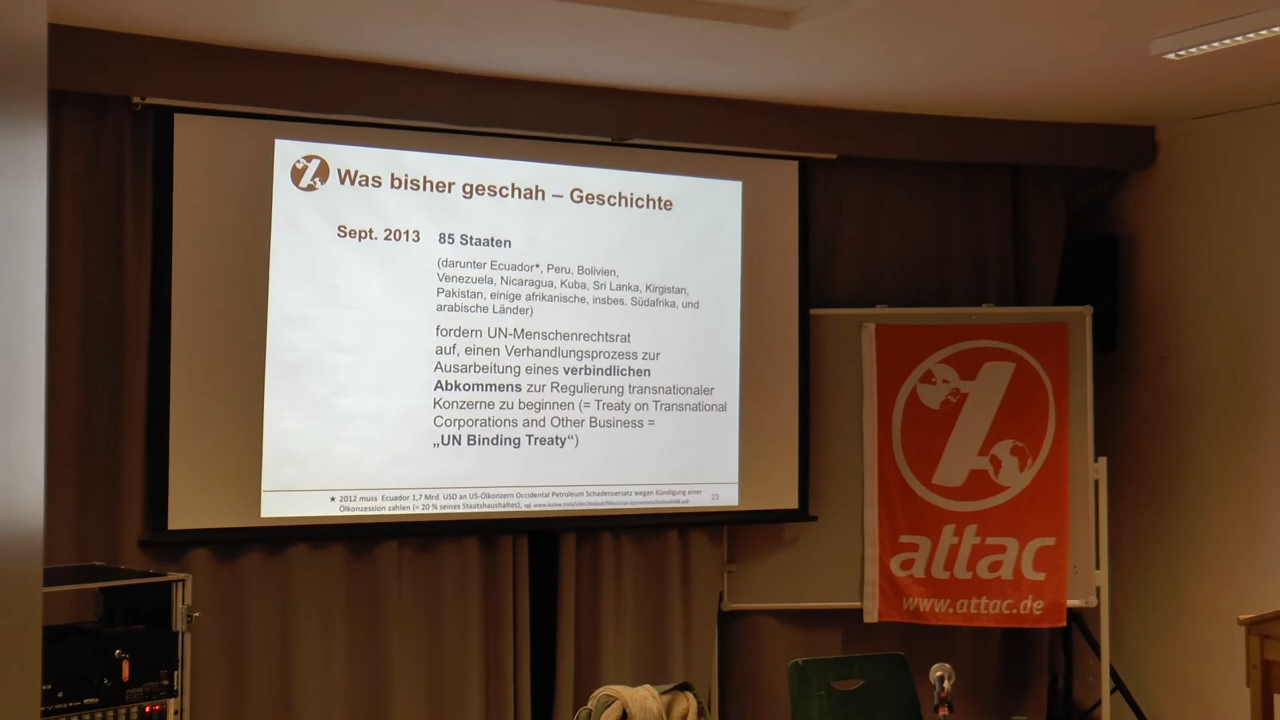 Was bisher geschah – Geschichte
Sept. 2013 85 Staaten
(darunter Ecuador*, Peru, Bolivien,
Venezuela, Nicaragua, Kuba, Sri Lanka, Kirgistan,
Pakistan, einige afrikanische, insbes. Südafrika, und
arabische Länder)
fordern UN-Menschenrechtsrat
auf, einen Verhandlungsprozess zur
Ausarbeitung eines verbindlichen
Abkommens zur Regulierung transnationaler
Konzerne zu beginnen (= Treaty on Transnational
Corporations and Other Business =
„UN Binding Treaty“)
★ 2012 muss Ecuador 1,7 Mrd. USD an US-Ölkonzern Occidental Petroleum Schadensersatz wegen Kündigung einer
Ölkonzession zahlen (= 20 % seines Staatshaushaltes), vgl.
23
attac
www.attac.de